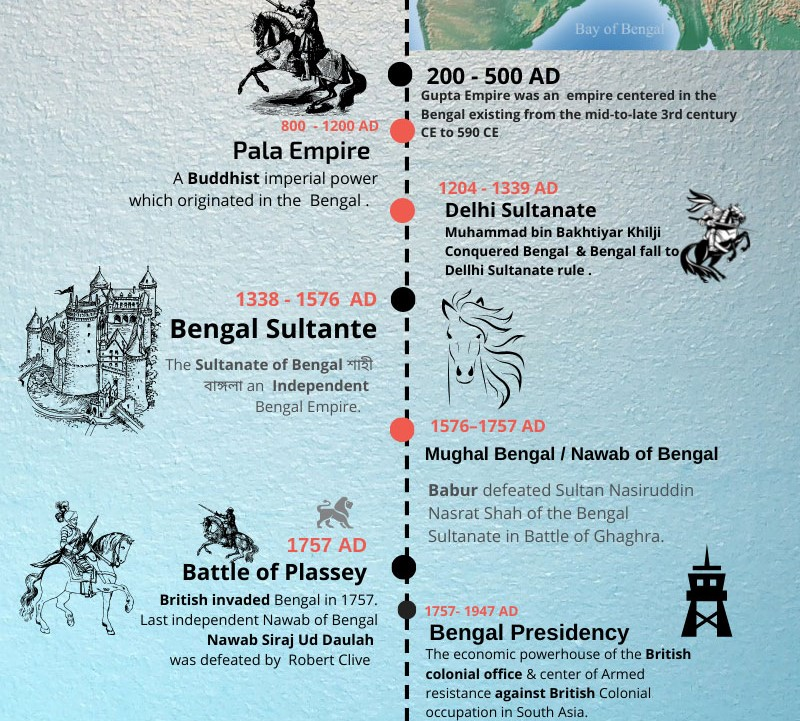 Bay of Bengal
200 - 500 AD
Gupta Empire was an empire centered in the
Bengal existing from the mid-to-late 3rd century
CE to 590 CE
800 - 1200 AD
Pala Empire
A Buddhist imperial power
which originated in the Bengal .
1204 - 1339 AD
Delhi Sultanate
Muhammad bin Bakhtiyar Khilji
Conquered Bengal & Bengal fall to
Dellhi Sultanate rule .
1338 - 1576 AD
Bengal Sultante
The Sultanate of Bengal শাহী
বাঙ্গলা an Independent
Bengal Empire.
1576–1757 AD
Mughal Bengal / Nawab of Bengal
Babur defeated Sultan Nasiruddin
Nasrat Shah of the Bengal
Sultanate in Battle of Ghaghra.
1757 AD
Battle of Plassey
British invaded Bengal in 1757.
Last independent Nawab of Bengal
Nawab Siraj Ud Daulah
was defeated by Robert Clive
1757- 1947 AD
Bengal Presidency
The economic powerhouse of the British
colonial office & center of Armed
resistance against British Colonial
occupation in South Asia.